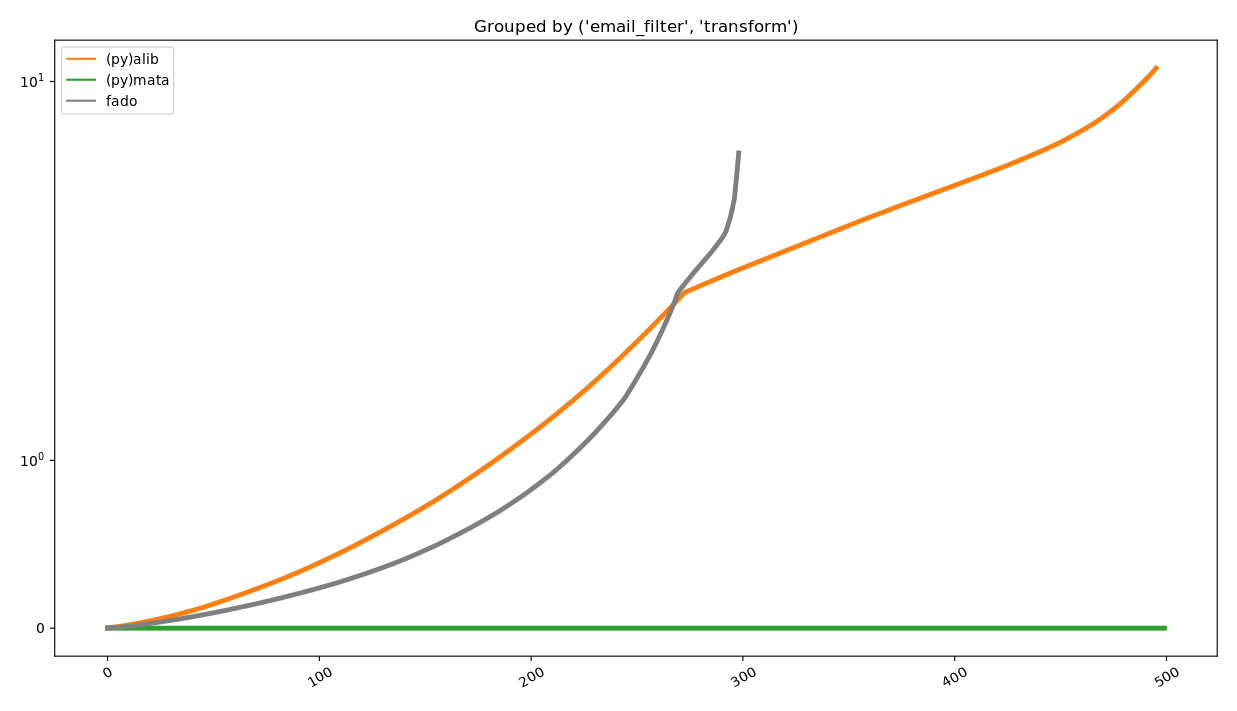 Grouped by ('email_filter', 'transform')
(py)alib
(py)mata
fado
10^1
10^0
0
0 100 200 300 400 500